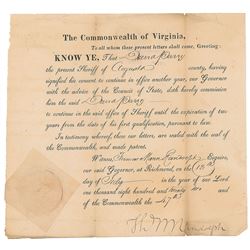 The Commonwealth of Virginia,
To all whom these present letters shall come, Greeting:
KNOW YE, That
the present Sheriff of county, having signified
his consent to continue in office another year, our Governor
with the advice of the Council of State, doth hereby commission
him the said
to continue in the said office of Sheriff until the expiration of two
years from the date of his first qualification, pursuant to law.
In testimony whereof, these our letters, are sealed with the seal of
the Commonwealth and made patent.
Witness, Thomas Mann Randolph, Esquire,
our said Governor, at Richmond, on the
day of July in the year of our Lord
one thousand eight hundred and twenty two and
of the Commonwealth the
Th M Randolph